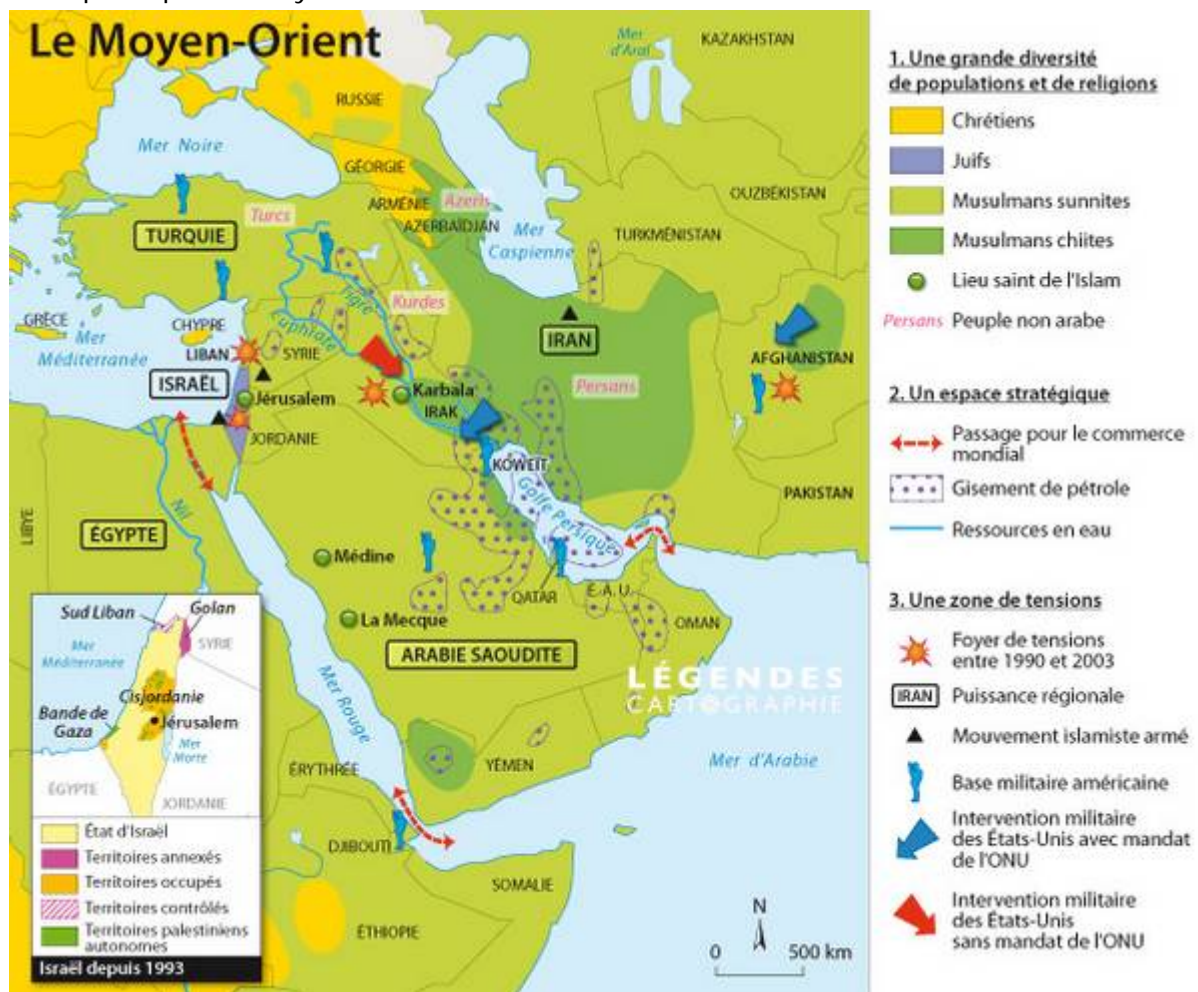 Le Moyen-Orient
Mer d'Aral
KAZAKHSTAN
RUSSIE
Mer Noire
GÉORGIE
OUZBÉKISTAN
ARMÉNIE
Azeris
Turcs
AZERBAÏDJAN
TURQUIE
Mer Caspienne
TURKMÉNISTAN
Tigre
Kurdes
GRÈCE
CHYPRE
Euphrate
Mer Méditerranée
LIBAN
SYRIE
IRAN
AFGHANISTAN
ISRAËL
Persans
Jérusalem
Karbala
IRAK
JORDANIE
KOWEIT
PAKISTAN
Golfe Persique
LIBYE
Nil
ÉGYPTE
Médine
QATAR
E.A.U.
La Mecque
OMAN
ARABIE SAOUDITE
LÉGENDES
CARTOGRAPHIE
Mer Rouge
ÉRYTHRÉE
YÉMEN
Mer d'Arabie
DJIBOUTI
SOMALIE
ÉTHIOPIE
N
0 500 km
Sud Liban
Golan
Mer Méditerranée
SYRIE
Cisjordanie
Bande de Gaza
Jérusalem
Mer Morte
ÉGYPTE
JORDANIE
État d'Israël
Territoires annexés
Territoires occupés
Territoires contrôlés
Territoires palestiniens
autonomes
Israël depuis 1993
1. Une grande diversité
de populations et de religions
Chrétiens
Juifs
Musulmans sunnites
Musulmans chiites
Lieu saint de l'Islam
Persans Peuple non arabe
2. Un espace stratégique
Passage pour le commerce
mondial
Gisement de pétrole
Ressources en eau
3. Une zone de tensions
Foyer de tensions
entre 1990 et 2003
IRAN Puissance régionale
Mouvement islamiste armé
Base militaire américaine
Intervention militaire
des États-Unis avec mandat
de l'ONU
Intervention militaire
des États-Unis
sans mandat de l'ONU